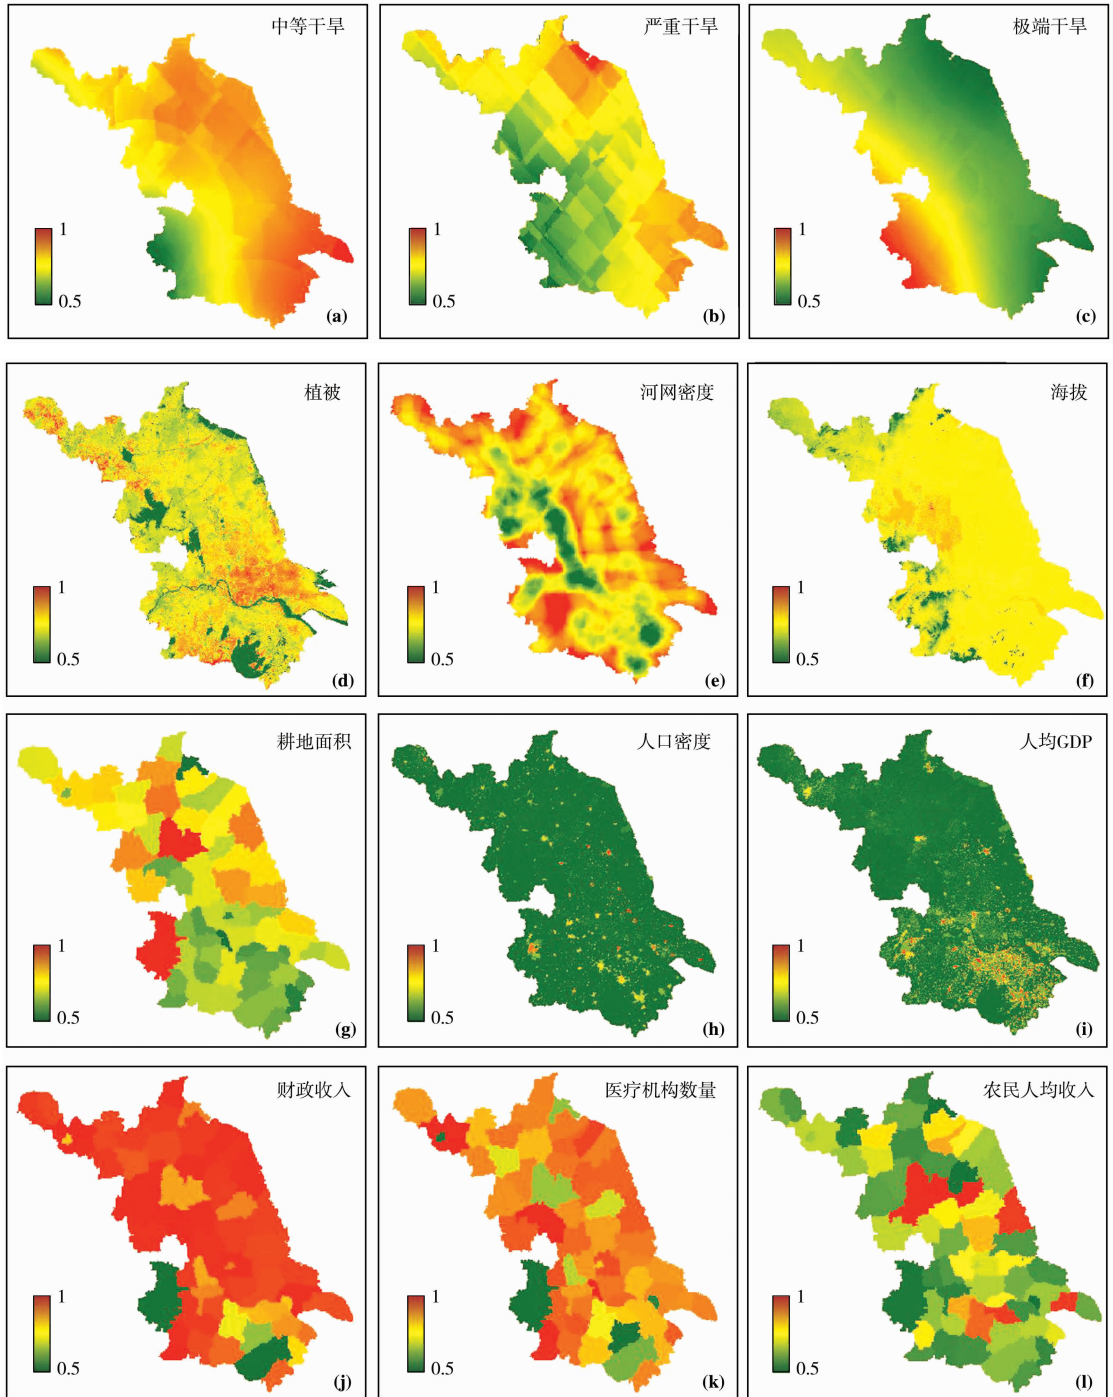 中等干旱
1
0.5
(a)
严重干旱
1
0.5
(b)
极端干旱
1
0.5
(c)
植被
1
0.5
(d)
河网密度
1
0.5
(e)
海拔
1
0.5
(f)
耕地面积
1
0.5
(g)
人口密度
1
0.5
(h)
人均GDP
1
0.5
(i)
财政收入
1
0.5
(j)
医疗机构数量
1
0.5
(k)
农民人均收入
1
0.5
(l)